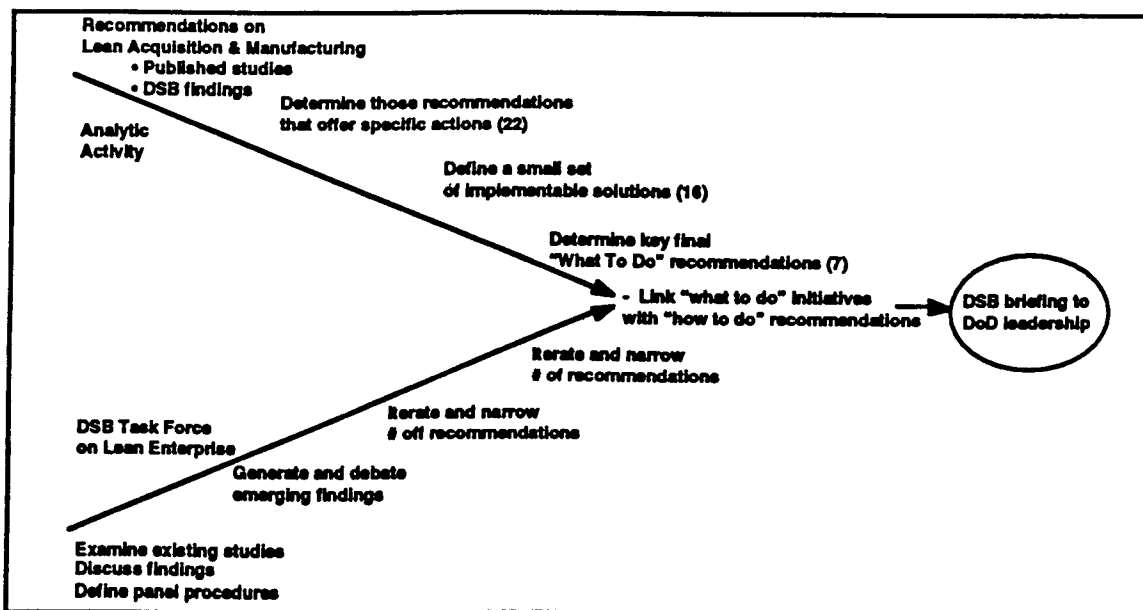 Recommendations on
Lean Acquisition & Manufacturing
• Published studies
• DSB findings
Analytic
Activity
Determine those recommendations
that offer specific actions (22)
Define a small set
of implementable solutions (16)
Determine key final
"What To Do" recommendations (7)
- Link "what to do" initiatives
with "how to do" recommendations
DSB briefing to
DoD leadership
Iterate and narrow
# of recommendations
Iterate and narrow
# off recommendations
DSB Task Force
on Lean Enterprise
Generate and debate
emerging findings
Examine existing studies
Discuss findings
Define panel procedures